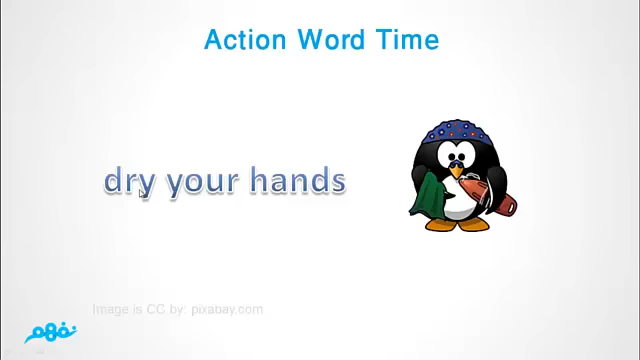 Action Word Time
dry your hands
Image is CC by: pixabay.com
نفهم